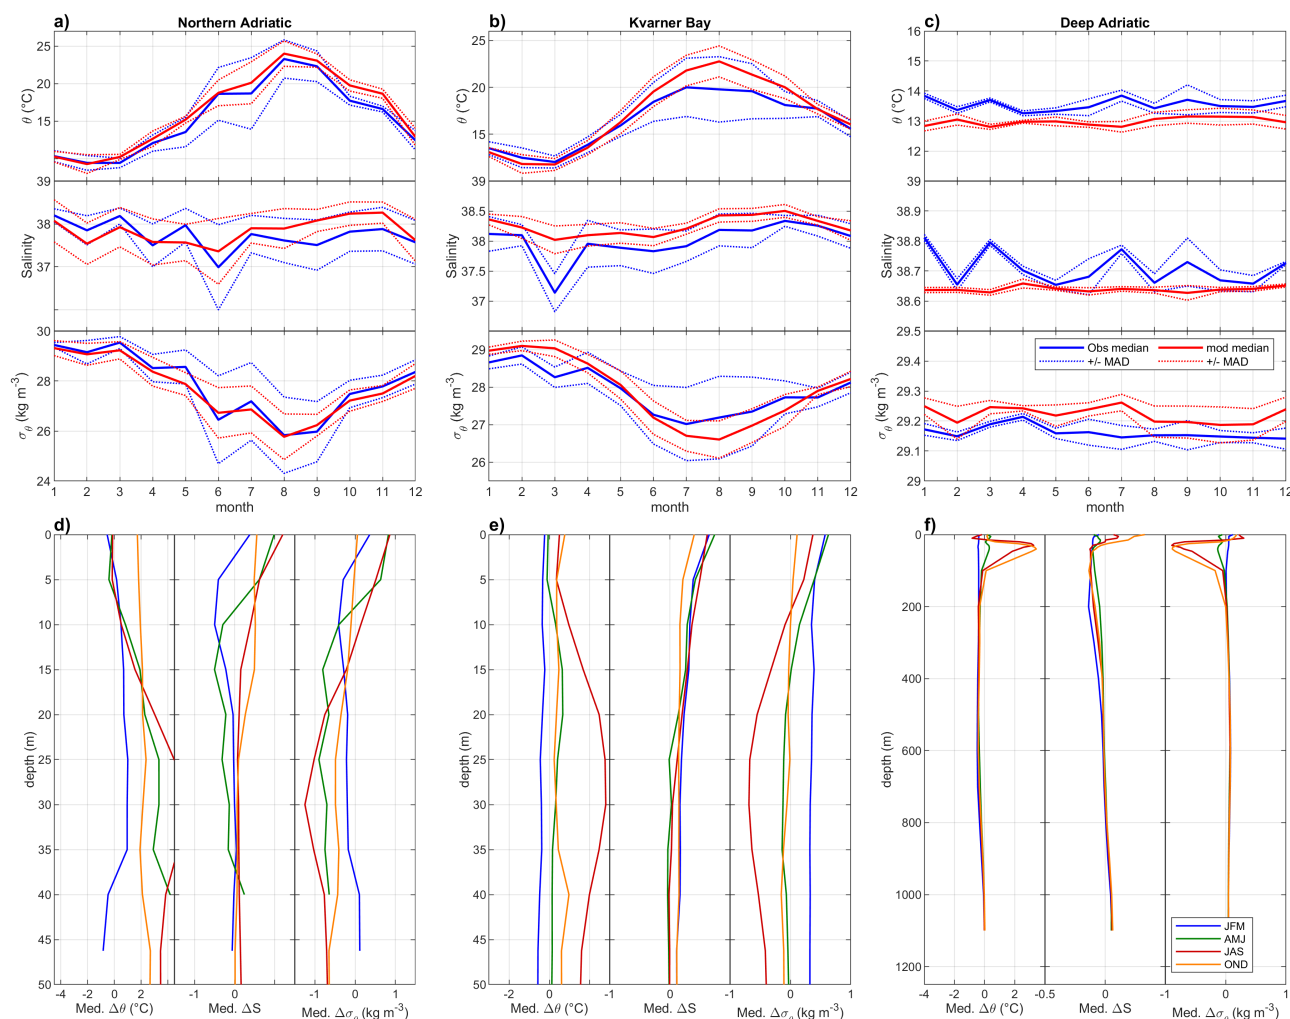 a) Northern Adriatic
b) Kvarner Bay
c) Deep Adriatic
θ (°C)
25
20
15
39
Salinity
38
37
30
σθ (kg m⁻³)
28
26
24
1 2 3 4 5 6 7 8 9 10 11 12
month
θ (°C)
25
20
15
39
Salinity
38.5
38
37.5
37
σθ (kg m⁻³)
29
28
27
26
1 2 3 4 5 6 7 8 9 10 11 12
month
θ (°C)
16
15
14
13
12
39
Salinity
38.9
38.8
38.7
38.6
29.5
σθ (kg m⁻³)
29.4
29.3
29.2
29.1
29
Obs median
+/- MAD
mod median
+/- MAD
1 2 3 4 5 6 7 8 9 10 11 12
month
d)
depth (m)
0
5
10
15
20
25
30
35
40
45
50
-4 -2 0 2 -1 0 -1 0 1
Med. Δθ (°C)
Med. ΔS
Med. Δσθ (kg m⁻³)
e)
depth (m)
0
5
10
15
20
25
30
35
40
45
50
-2 0 -1 0 -1 0 1
Med. Δθ (°C)
Med. ΔS
Med. Δσθ (kg m⁻³)
f)
depth (m)
0
200
400
600
800
1000
1200
JFM
AMJ
JAS
OND
-4 -2 0 2 -0.5 0 -1 0 1
Med. Δθ (°C)
Med. ΔS
Med. Δσθ (kg m⁻³)